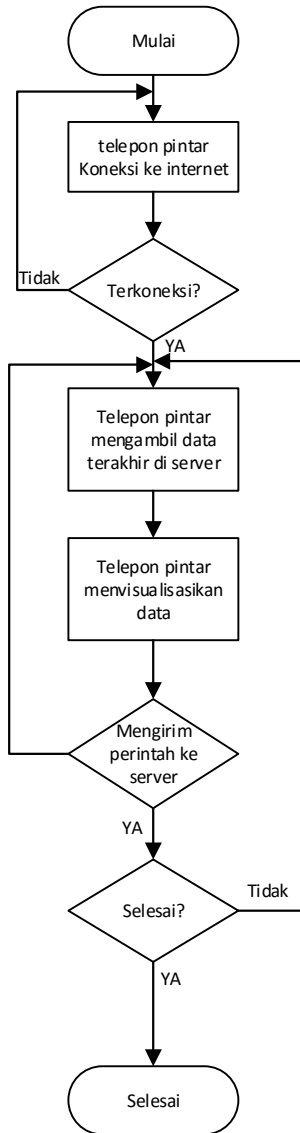 Mulai
telepon pintar
Koneksi ke internet
Tidak
Terkoneksi?
YA
Telepon pintar
mengambil data
terakhir di server
Telepon pintar
menvisualisasikan
data
Mengirim
perintah ke
server
YA
Selesai?
Tidak
YA
Selesai